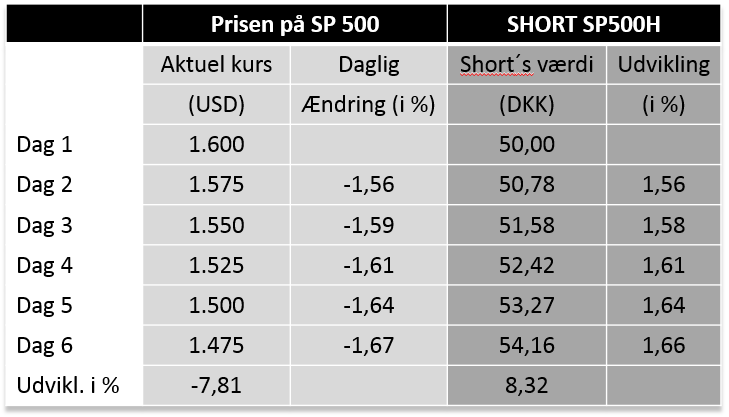 Prisen på SP 500 SHORT SP500H
Aktuel kurs Daglig Short´s værdi Udvikling
(USD) Ændring (i %) (DKK) (i %)
Dag 1 1.600 50,00
Dag 2 1.575 -1,56 50,78 1,56
Dag 3 1.550 -1,59 51,58 1,58
Dag 4 1.525 -1,61 52,42 1,61
Dag 5 1.500 -1,64 53,27 1,64
Dag 6 1.475 -1,67 54,16 1,66
Udvikl. i % -7,81 8,32